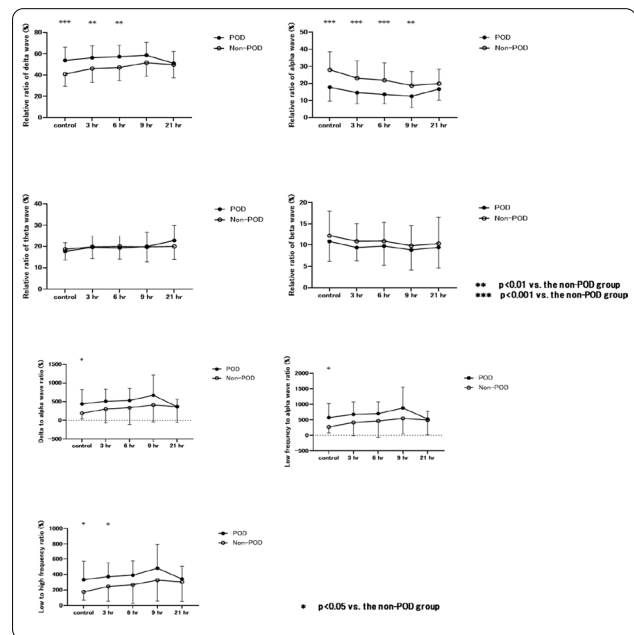 Relative ratio of delta wave (%)
*** ** **
80
60
40
20
0
control 3 hr 6 hr 9 hr 21 hr
POD
Non-POD
Relative ratio of alpha wave (%)
*** *** *** **
50
40
30
20
10
0
control 3 hr 6 hr 9 hr 21 hr
POD
Non-POD
Relative ratio of theta wave (%)
40
30
20
10
0
control 3 hr 6 hr 9 hr 21 hr
POD
Non-POD
Relative ratio of beta wave (%)
20
15
10
5
0
control 3 hr 6 hr 9 hr 21 hr
POD
Non-POD
** p<0.01 vs. the non-POD group
*** p<0.001 vs. the non-POD group
Delta to alpha wave ratio (%)
*
1500
1000
500
0
-500
control 3 hr 6 hr 9 hr 21 hr
POD
Non-POD
Low frequncy to alpha wave ratio (%)
*
2000
1500
1000
500
0
-500
control 3 hr 6 hr 9 hr 21 hr
POD
Non-POD
Low to high frequency ratio (%)
* *
1000
800
600
400
200
0
control 3 hr 6 hr 9 hr 21 hr
POD
Non-POD
* p<0.05 vs. the non-POD group